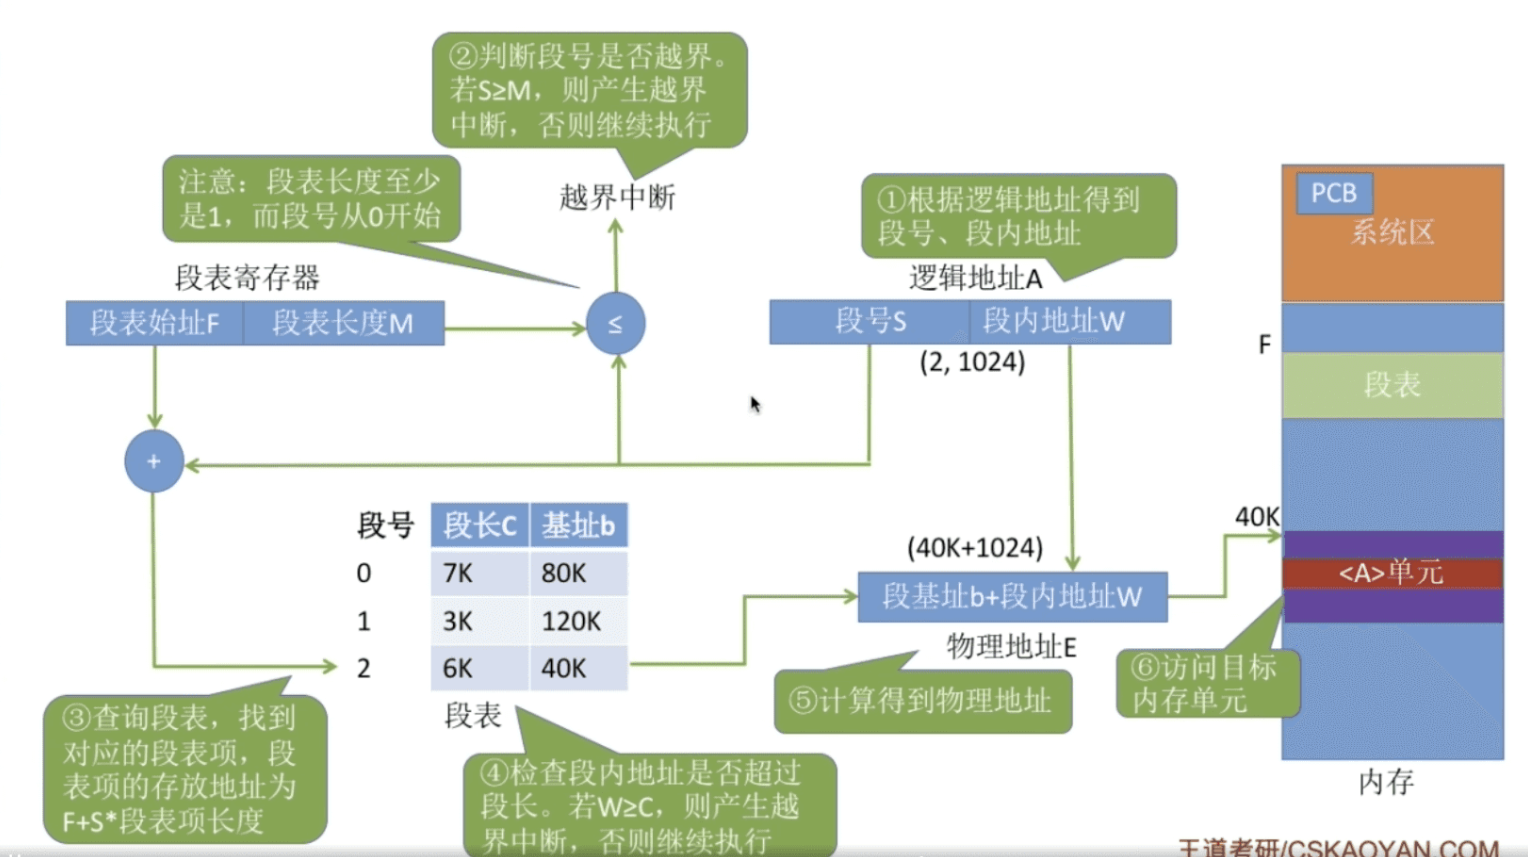 ②判断段号是否越界。
若S≥M，则产生越界
中断，否则继续执行
注意：段表长度至少
是1，而段号从0开始
越界中断
①根据逻辑地址得到
段号、段内地址
PCB
系统区
段表寄存器
逻辑地址A
段表始址F
段表长度M
≤
段号S
段内地址W
(2, 1024)
F
段表
+
段号
段长C
基址b
0
7K
80K
1
3K
120K
2
6K
40K
段表
(40K+1024)
段基址b+段内地址W
物理地址E
40K
<A>单元
③查询段表，找到
对应的段表项，段
表项的存放地址为
F+S*段表项长度
④检查段内地址是否超过
段长。若W≥C，则产生越
界中断，否则继续执行
⑤计算得到物理地址
⑥访问目标
内存单元
内存
王道考研/CSKAOYAN.COM